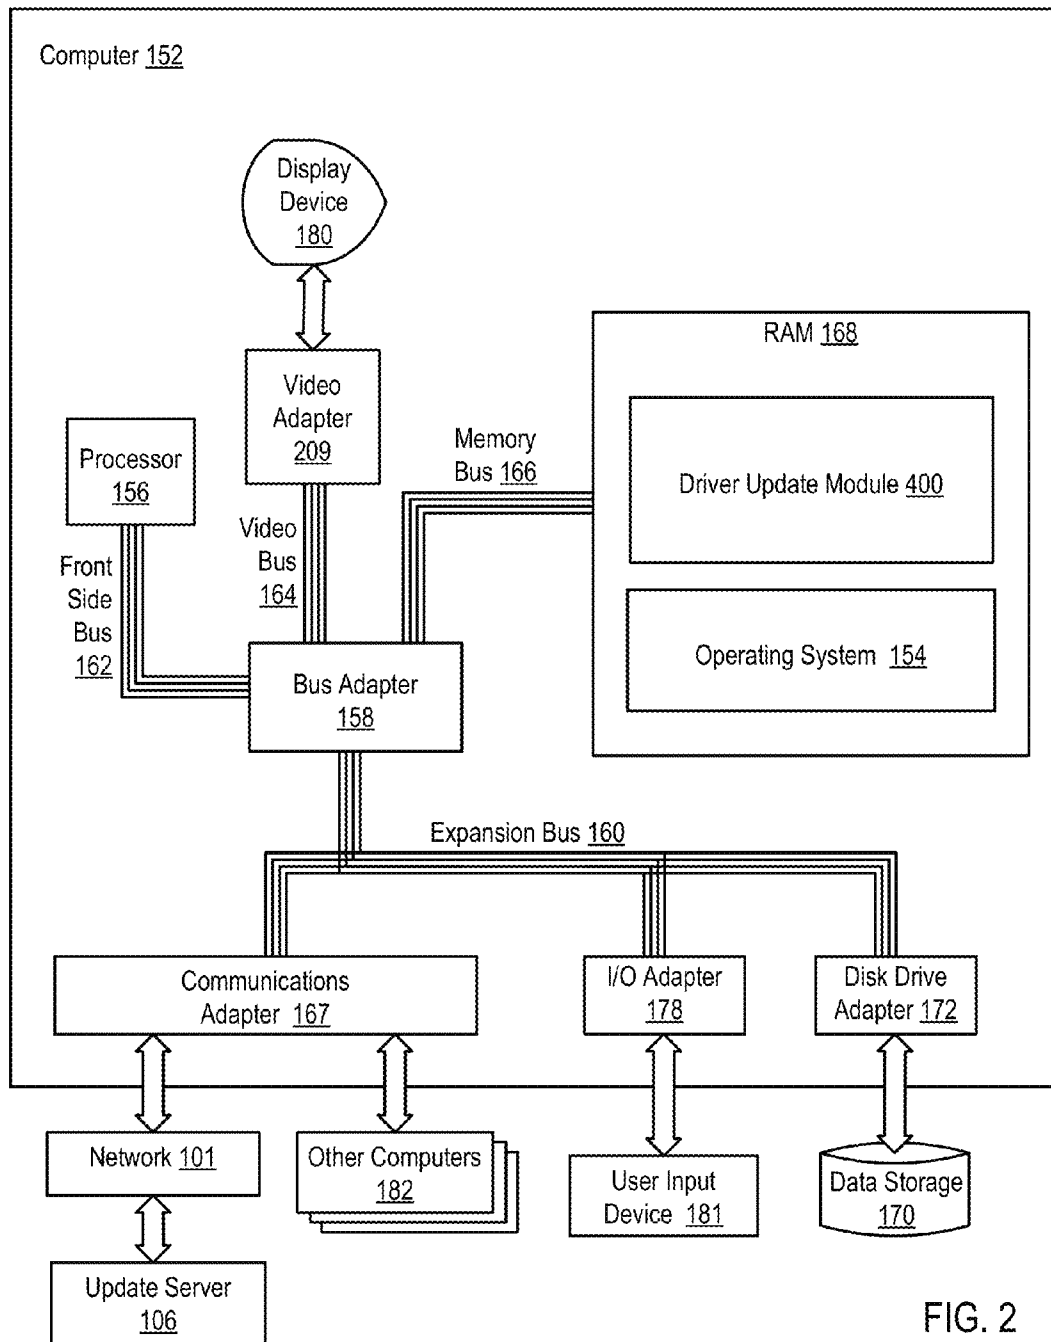 Computer 152
Display
Device
180
Video
Adapter
209
Processor
156
Memory
Bus 166
RAM 168
Driver Update Module 400
Operating System 154
Front
Side
Bus
162
Video
Bus
164
Bus Adapter
158
Expansion Bus 160
Communications
Adapter 167
I/O Adapter
178
Disk Drive
Adapter 172
Network 101
Other Computers
182
User Input
Device 181
Data Storage
170
Update Server
106
FIG. 2